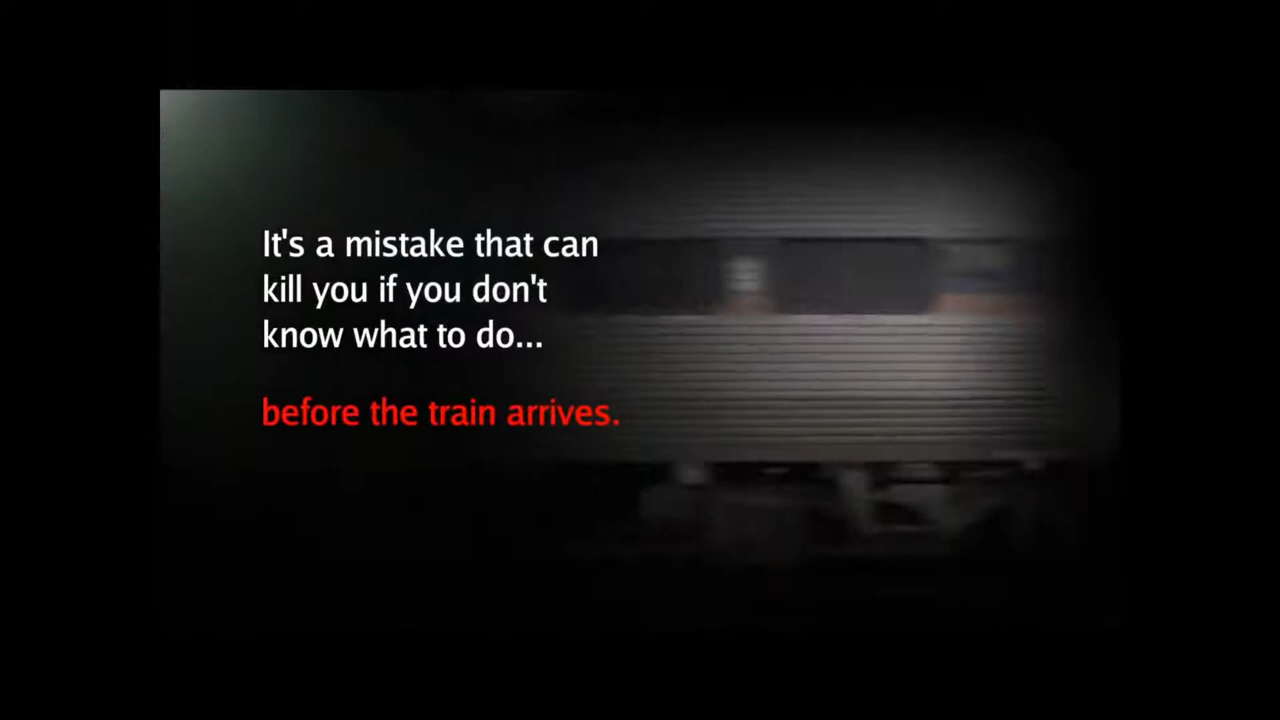 It's a mistake that can
kill you if you don't
know what to do...
before the train arrives.